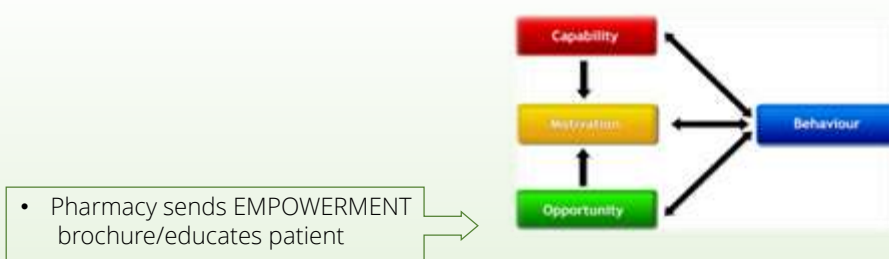 Capability
Motivation
Behaviour
Opportunity
• Pharmacy sends EMPOWERMENT
brochure/educates patient